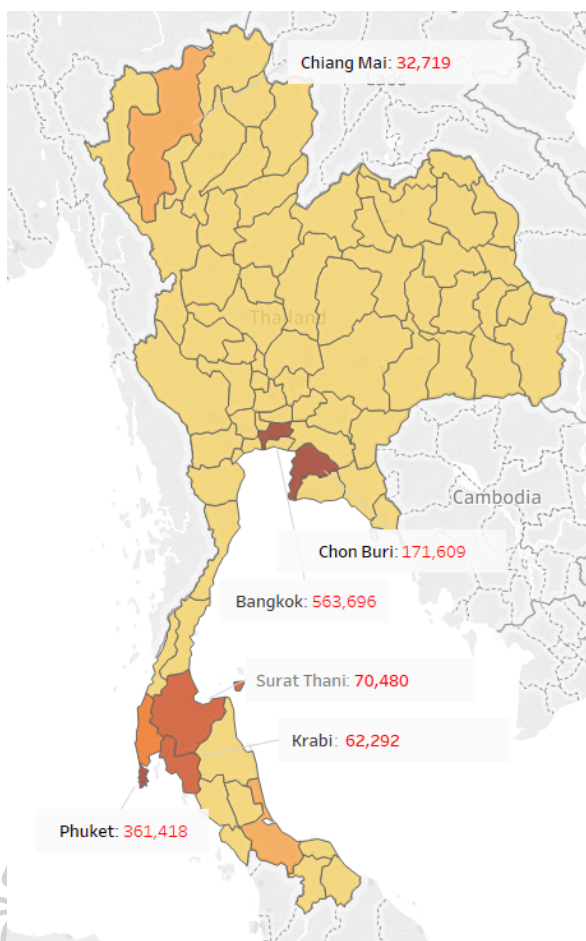 Chiang Mai: 32,719
Laos
Thailand
Cambodia
Chon Buri: 171,609
Bangkok: 563,696
Surat Thani: 70,480
Krabi: 62,292
Phuket: 361,418